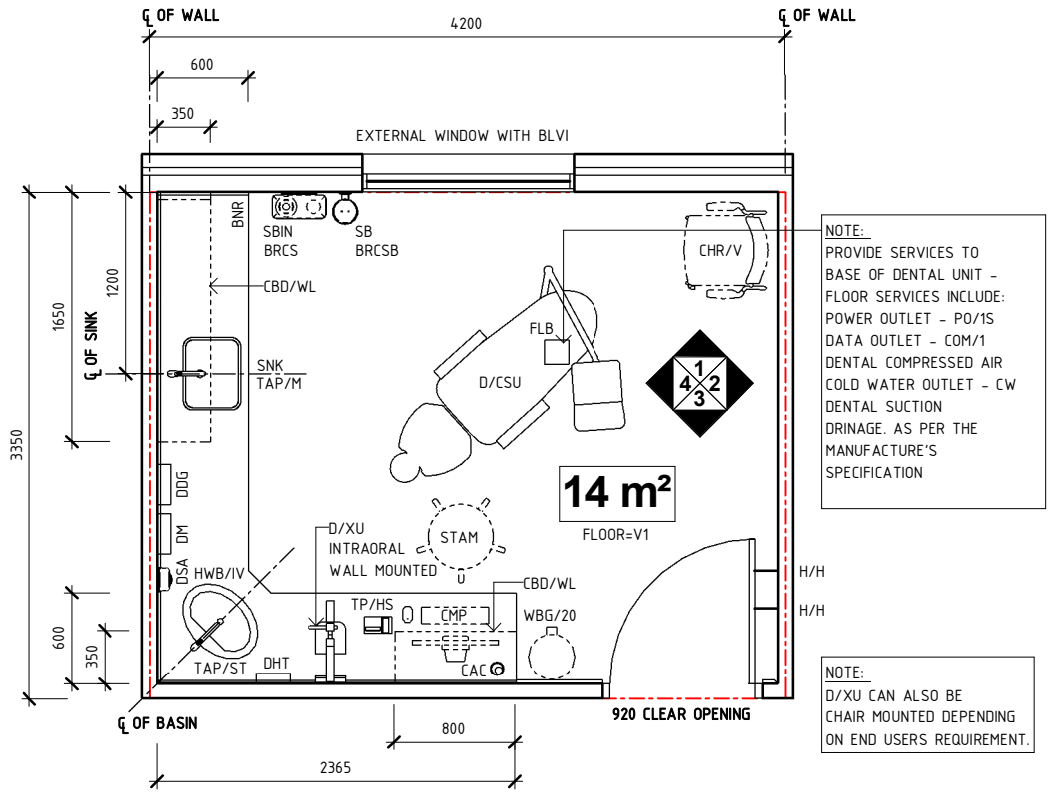 ℄ OF WALL
℄ OF WALL
4200
600
350
EXTERNAL WINDOW WITH BLVI
BNR
SBIN
BRCS
SB
BRCSB
CHR/V
NOTE:
PROVIDE SERVICES TO
BASE OF DENTAL UNIT -
FLOOR SERVICES INCLUDE:
POWER OUTLET - PO/1S
DATA OUTLET - COM/1
DENTAL COMPRESSED AIR
COLD WATER OUTLET - CW
DENTAL SUCTION
DRINAGE. AS PER THE
MANUFACTURE'S
SPECIFICATION
1200
CBD/WL
1650
℄ OF SINK
FLB
SNK
TAP/M
D/CSU
1
4 2
3
3350
DDG
14 m²
FLOOR=V1
DM
D/XU
INTRAORAL
WALL MOUNTED
STAM
DSA
HWB/IV
CBD/WL
H/H
H/H
600
350
TP/HS
CMP
WBG/20
TAP/ST
DHT
CAC
℄ OF BASIN
920 CLEAR OPENING
800
2365
NOTE:
D/XU CAN ALSO BE
CHAIR MOUNTED DEPENDING
ON END USERS REQUIREMENT.